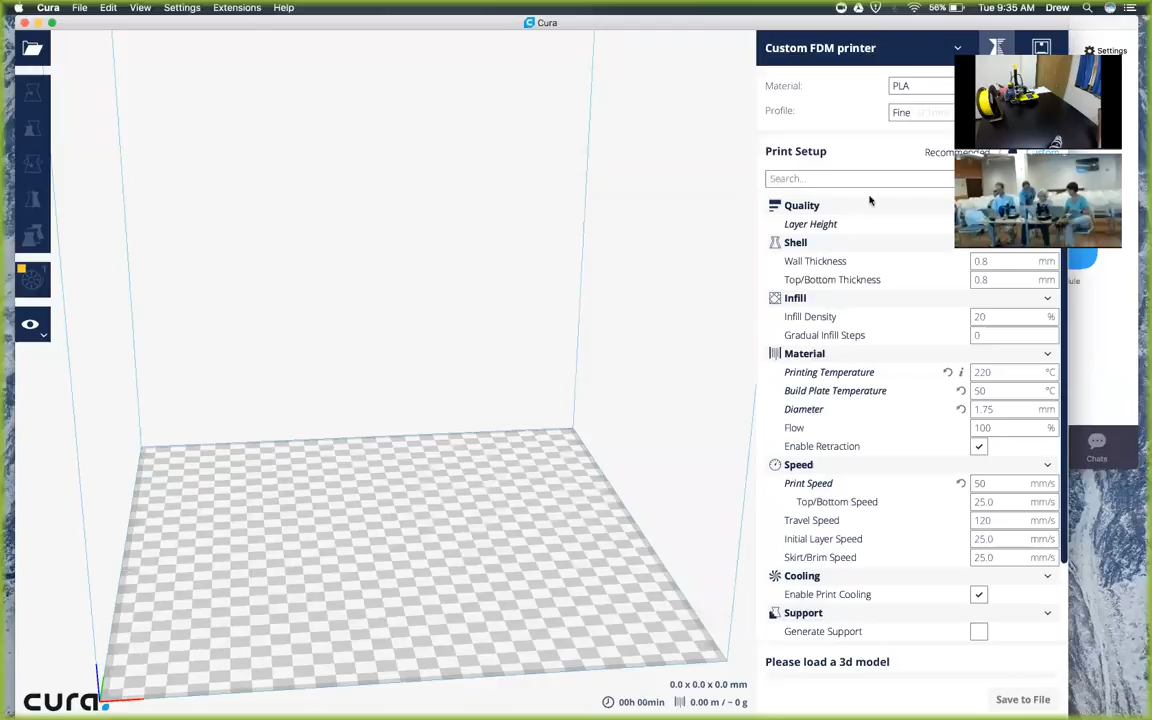 Cura File Edit View Settings Extensions Help 56% Tue 9:35 AM Drew
Cura
Custom FDM printer
Settings
Material: PLA
Profile: Fine
Print Setup Recommended Custom
Search...
Quality
Layer Height
Shell
Wall Thickness 0.8 mm
Top/Bottom Thickness 0.8 mm
Infill
Infill Density 20 %
Gradual Infill Steps 0
Material
Printing Temperature i 220 °C
Build Plate Temperature 50 °C
Diameter 1.75 mm
Flow 100 %
Enable Retraction
Chats
Speed
Print Speed 50 mm/s
Top/Bottom Speed 25.0 mm/s
Travel Speed 120 mm/s
Initial Layer Speed 25.0 mm/s
Skirt/Brim Speed 25.0 mm/s
Cooling
Enable Print Cooling
Support
Generate Support
Please load a 3d model
0.0 x 0.0 x 0.0 mm
00h 00min 0.00 m / ~ 0 g
Save to File
cura.